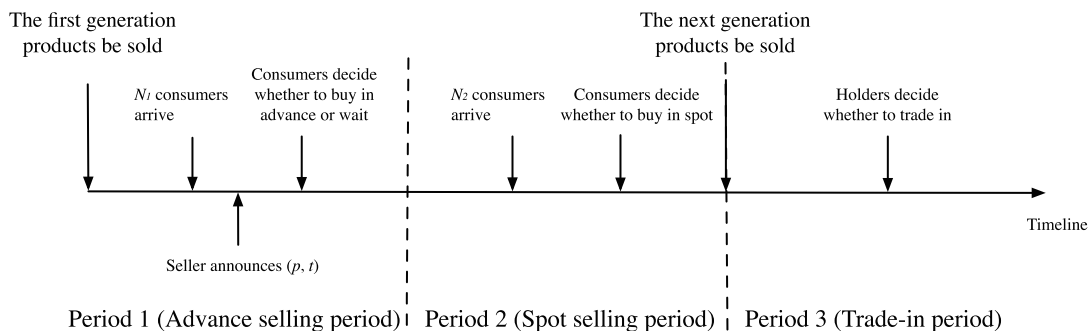 The first generation
products be sold
The next generation
products be sold
N1 consumers
arrive
Consumers decide
whether to buy in
advance or wait
N2 consumers
arrive
Consumers decide
whether to buy in spot
Holders decide
whether to trade in
Timeline
Seller announces (p, t)
Period 1 (Advance selling period)
Period 2 (Spot selling period)
Period 3 (Trade-in period)